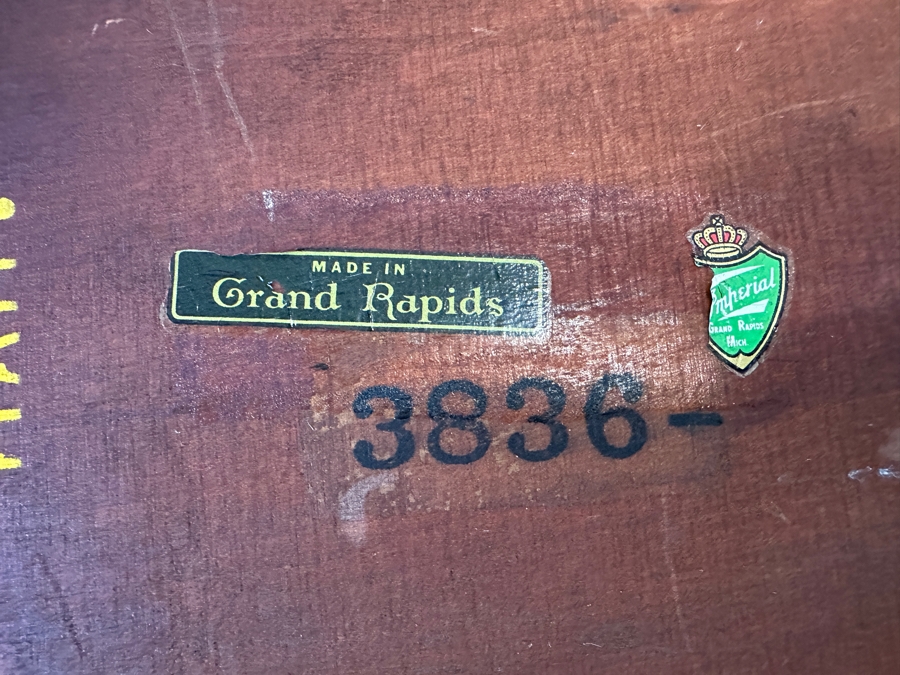 MADE IN
Grand Rapids
Imperial
GRAND RAPIDS
MICH.
3836-